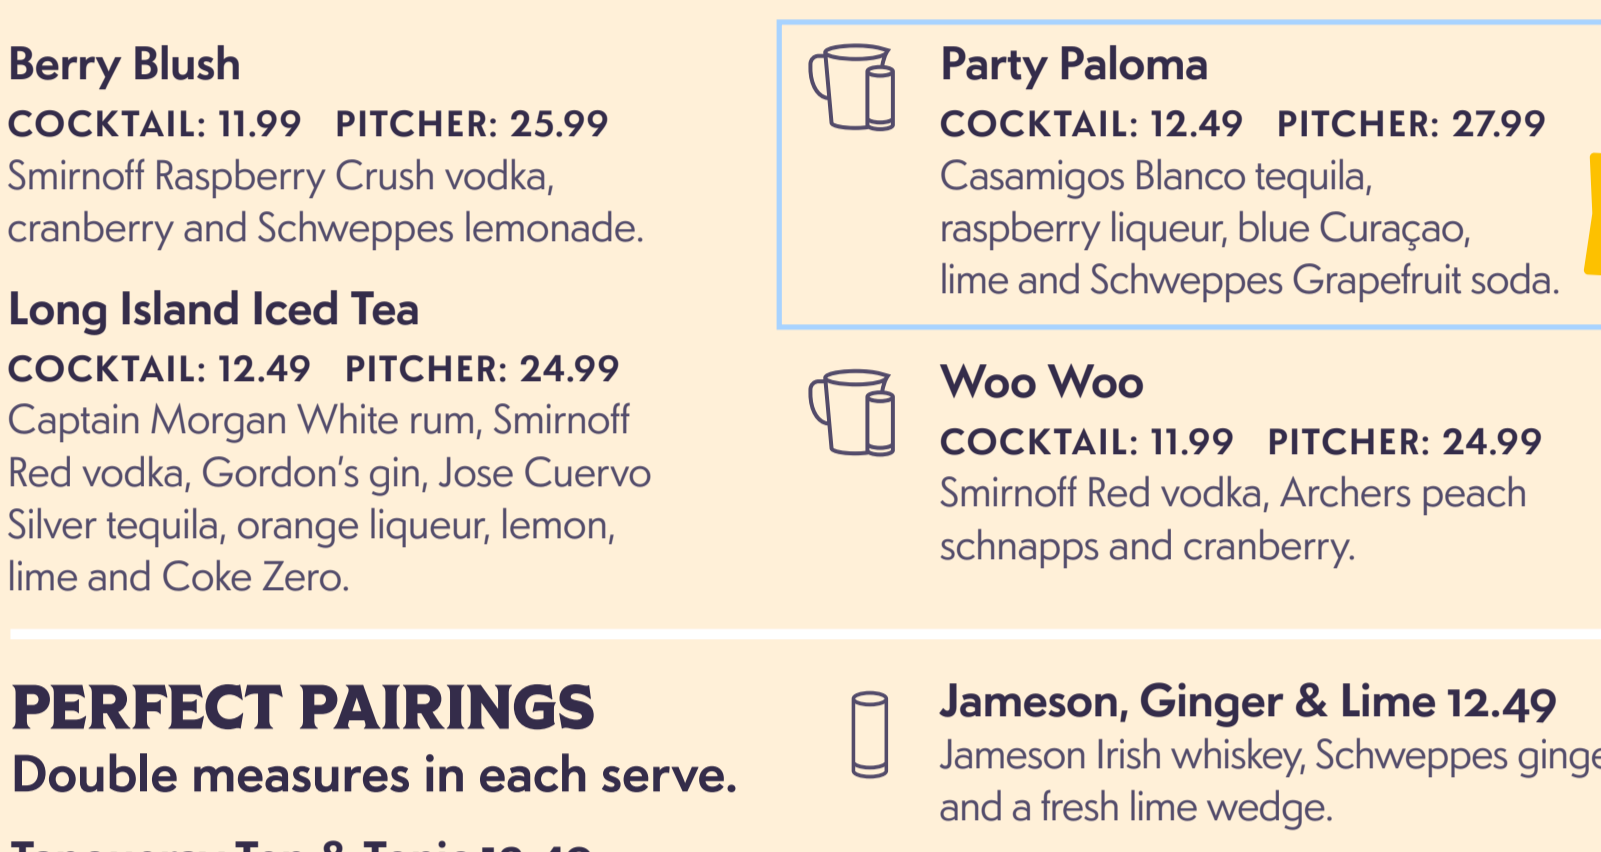 Berry Blush
COCKTAIL: 11.99 PITCHER: 25.99
Smirnoff Raspberry Crush vodka,
cranberry and Schweppes lemonade.
Long Island Iced Tea
COCKTAIL: 12.49 PITCHER: 24.99
Captain Morgan White rum, Smirnoff
Red vodka, Gordon's gin, Jose Cuervo
Silver tequila, orange liqueur, lemon,
lime and Coke Zero.
Party Paloma
COCKTAIL: 12.49 PITCHER: 27.99
Casamigos Blanco tequila,
raspberry liqueur, blue Curaçao,
lime and Schweppes Grapefruit soda.
Woo Woo
COCKTAIL: 11.99 PITCHER: 24.99
Smirnoff Red vodka, Archers peach
schnapps and cranberry.
PERFECT PAIRINGS
Double measures in each serve.
Jameson, Ginger & Lime 12.49
Jameson Irish whiskey, Schweppes
and a fresh lime wedge.